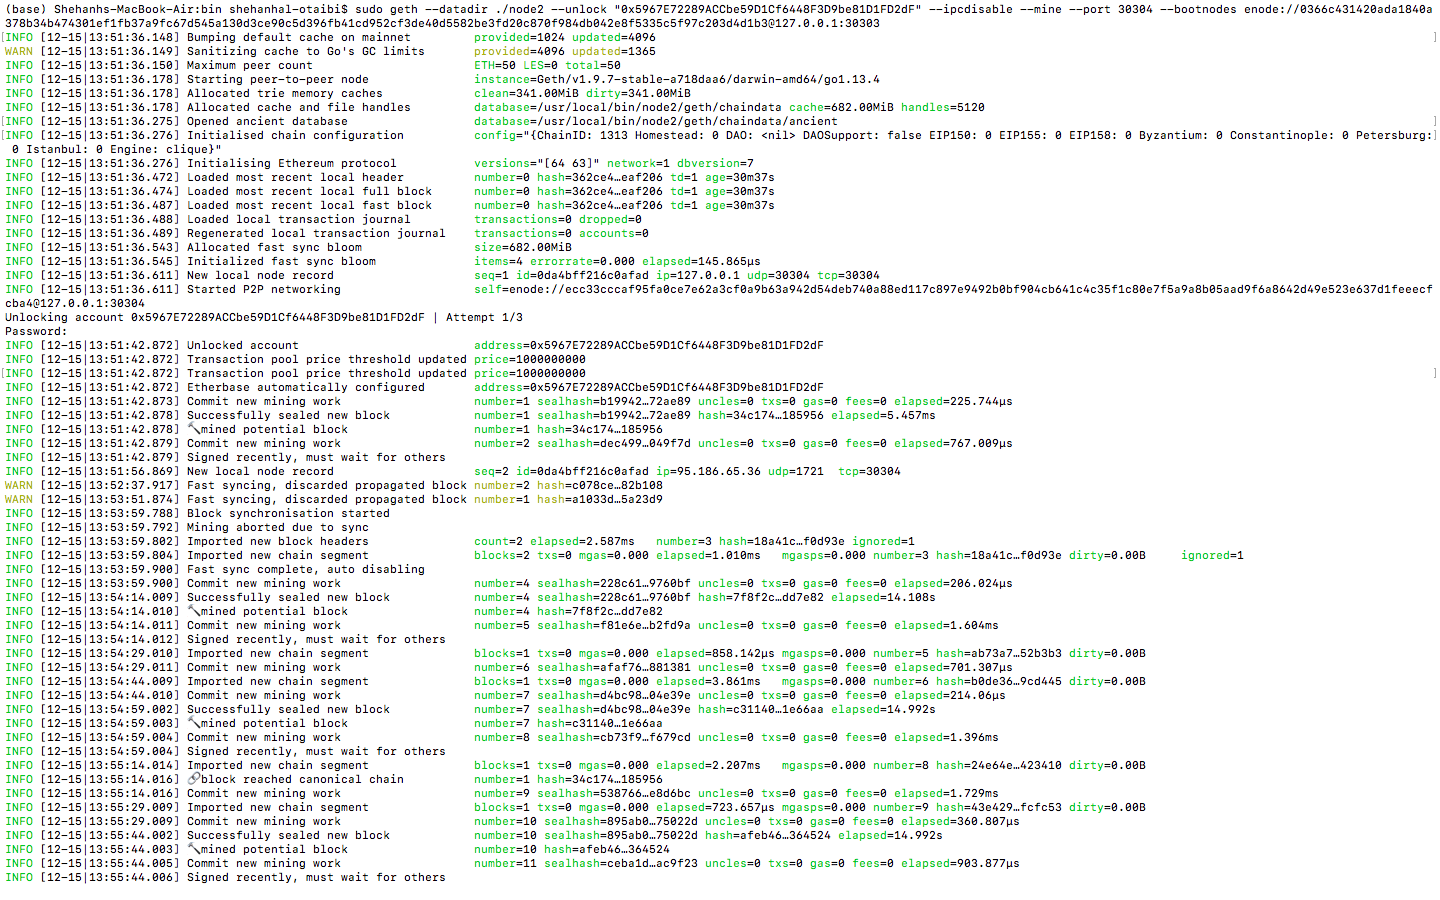 (base) Shehanhs-MacBook-Air:bin shehanhal-otaibi$ sudo geth --datadir ./node2 --unlock "0x5967E72289ACCbe59D1Cf6448F3D9be81D1FD2dF" --ipcdisable --mine --port 30304 --bootnodes enode://0366c431420ada1840a
378b34b474301ef1fb37a9fc67d545a130d3ce90c5d396fb41cd952cf3de40d5582be3fd20c870f984db042e8f5335c5f97c203d4d1b3@127.0.0.1:30303
[INFO [12-15|13:51:36.148] Bumping default cache on mainnet provided=1024 updated=4096 ]
WARN [12-15|13:51:36.149] Sanitizing cache to Go's GC limits provided=4096 updated=1365
INFO [12-15|13:51:36.150] Maximum peer count ETH=50 LES=0 total=50
INFO [12-15|13:51:36.178] Starting peer-to-peer node instance=Geth/v1.9.7-stable-a718daa6/darwin-amd64/go1.13.4
INFO [12-15|13:51:36.178] Allocated trie memory caches clean=341.00MiB dirty=341.00MiB
INFO [12-15|13:51:36.178] Allocated cache and file handles database=/usr/local/bin/node2/geth/chaindata cache=682.00MiB handles=5120
[INFO [12-15|13:51:36.275] Opened ancient database database=/usr/local/bin/node2/geth/chaindata/ancient ]
[INFO [12-15|13:51:36.276] Initialised chain configuration config="{ChainID: 1313 Homestead: 0 DAO: <nil> DAOSupport: false EIP150: 0 EIP155: 0 EIP158: 0 Byzantium: 0 Constantinople: 0 Petersburg:]
0 Istanbul: 0 Engine: clique}"
INFO [12-15|13:51:36.276] Initialising Ethereum protocol versions="[64 63]" network=1 dbversion=7
INFO [12-15|13:51:36.472] Loaded most recent local header number=0 hash=362ce4…eaf206 td=1 age=30m37s
INFO [12-15|13:51:36.474] Loaded most recent local full block number=0 hash=362ce4…eaf206 td=1 age=30m37s
INFO [12-15|13:51:36.487] Loaded most recent local fast block number=0 hash=362ce4…eaf206 td=1 age=30m37s
INFO [12-15|13:51:36.488] Loaded local transaction journal transactions=0 dropped=0
INFO [12-15|13:51:36.489] Regenerated local transaction journal transactions=0 accounts=0
INFO [12-15|13:51:36.543] Allocated fast sync bloom size=682.00MiB
INFO [12-15|13:51:36.545] Initialized fast sync bloom items=4 errorrate=0.000 elapsed=145.865µs
INFO [12-15|13:51:36.611] New local node record seq=1 id=0da4bff216c0afad ip=127.0.0.1 udp=30304 tcp=30304
INFO [12-15|13:51:36.611] Started P2P networking self=enode://ecc33cccaf95fa0ce7e62a3cf0a9b63a942d54deb740a88ed117c897e9492b0bf904cb641c4c35f1c80e7f5a9a8b05aad9f6a8642d49e523e637d1feeecf
cba4@127.0.0.1:30304
Unlocking account 0x5967E72289ACCbe59D1Cf6448F3D9be81D1FD2dF | Attempt 1/3
Password:
INFO [12-15|13:51:42.872] Unlocked account address=0x5967E72289ACCbe59D1Cf6448F3D9be81D1FD2dF
INFO [12-15|13:51:42.872] Transaction pool price threshold updated price=1000000000
[INFO [12-15|13:51:42.872] Transaction pool price threshold updated price=1000000000 ]
INFO [12-15|13:51:42.872] Etherbase automatically configured address=0x5967E72289ACCbe59D1Cf6448F3D9be81D1FD2dF
INFO [12-15|13:51:42.873] Commit new mining work number=1 sealhash=b19942…72ae89 uncles=0 txs=0 gas=0 fees=0 elapsed=225.744µs
INFO [12-15|13:51:42.878] Successfully sealed new block number=1 sealhash=b19942…72ae89 hash=34c174…185956 elapsed=5.457ms
INFO [12-15|13:51:42.878] 🔨mined potential block number=1 hash=34c174…185956
INFO [12-15|13:51:42.879] Commit new mining work number=2 sealhash=dec499…049f7d uncles=0 txs=0 gas=0 fees=0 elapsed=767.009µs
INFO [12-15|13:51:42.879] Signed recently, must wait for others
INFO [12-15|13:51:56.869] New local node record seq=2 id=0da4bff216c0afad ip=95.186.65.36 udp=1721 tcp=30304
WARN [12-15|13:52:37.917] Fast syncing, discarded propagated block number=2 hash=c078ce…82b108
WARN [12-15|13:53:51.874] Fast syncing, discarded propagated block number=1 hash=a1033d…5a23d9
INFO [12-15|13:53:59.788] Block synchronisation started
INFO [12-15|13:53:59.792] Mining aborted due to sync
INFO [12-15|13:53:59.802] Imported new block headers count=2 elapsed=2.587ms number=3 hash=18a41c…f0d93e ignored=1
INFO [12-15|13:53:59.804] Imported new chain segment blocks=2 txs=0 mgas=0.000 elapsed=1.010ms mgasps=0.000 number=3 hash=18a41c…f0d93e dirty=0.00B ignored=1
INFO [12-15|13:53:59.900] Fast sync complete, auto disabling
INFO [12-15|13:53:59.900] Commit new mining work number=4 sealhash=228c61…9760bf uncles=0 txs=0 gas=0 fees=0 elapsed=206.024µs
INFO [12-15|13:54:14.009] Successfully sealed new block number=4 sealhash=228c61…9760bf hash=7f8f2c…dd7e82 elapsed=14.108s
INFO [12-15|13:54:14.010] 🔨mined potential block number=4 hash=7f8f2c…dd7e82
INFO [12-15|13:54:14.011] Commit new mining work number=5 sealhash=f81e6e…b2fd9a uncles=0 txs=0 gas=0 fees=0 elapsed=1.604ms
INFO [12-15|13:54:14.012] Signed recently, must wait for others
INFO [12-15|13:54:29.010] Imported new chain segment blocks=1 txs=0 mgas=0.000 elapsed=858.142µs mgasps=0.000 number=5 hash=ab73a7…52b3b3 dirty=0.00B
INFO [12-15|13:54:29.011] Commit new mining work number=6 sealhash=afaf76…881381 uncles=0 txs=0 gas=0 fees=0 elapsed=701.307µs
INFO [12-15|13:54:44.009] Imported new chain segment blocks=1 txs=0 mgas=0.000 elapsed=3.861ms mgasps=0.000 number=6 hash=b0de36…9cd445 dirty=0.00B
INFO [12-15|13:54:44.010] Commit new mining work number=7 sealhash=d4bc98…04e39e uncles=0 txs=0 gas=0 fees=0 elapsed=214.06µs
INFO [12-15|13:54:59.002] Successfully sealed new block number=7 sealhash=d4bc98…04e39e hash=c31140…1e66aa elapsed=14.992s
INFO [12-15|13:54:59.003] 🔨mined potential block number=7 hash=c31140…1e66aa
INFO [12-15|13:54:59.004] Commit new mining work number=8 sealhash=cb73f9…f679cd uncles=0 txs=0 gas=0 fees=0 elapsed=1.396ms
INFO [12-15|13:54:59.004] Signed recently, must wait for others
INFO [12-15|13:55:14.014] Imported new chain segment blocks=1 txs=0 mgas=0.000 elapsed=2.207ms mgasps=0.000 number=8 hash=24e64e…423410 dirty=0.00B
INFO [12-15|13:55:14.016] 🔗block reached canonical chain number=1 hash=34c174…185956
INFO [12-15|13:55:14.016] Commit new mining work number=9 sealhash=538766…e8d6bc uncles=0 txs=0 gas=0 fees=0 elapsed=1.729ms
INFO [12-15|13:55:29.009] Imported new chain segment blocks=1 txs=0 mgas=0.000 elapsed=723.657µs mgasps=0.000 number=9 hash=43e429…fcfc53 dirty=0.00B
INFO [12-15|13:55:29.009] Commit new mining work number=10 sealhash=895ab0…75022d uncles=0 txs=0 gas=0 fees=0 elapsed=360.807µs
INFO [12-15|13:55:44.002] Successfully sealed new block number=10 sealhash=895ab0…75022d hash=afeb46…364524 elapsed=14.992s
INFO [12-15|13:55:44.003] 🔨mined potential block number=10 hash=afeb46…364524
INFO [12-15|13:55:44.005] Commit new mining work number=11 sealhash=ceba1d…ac9f23 uncles=0 txs=0 gas=0 fees=0 elapsed=903.877µs
INFO [12-15|13:55:44.006] Signed recently, must wait for others